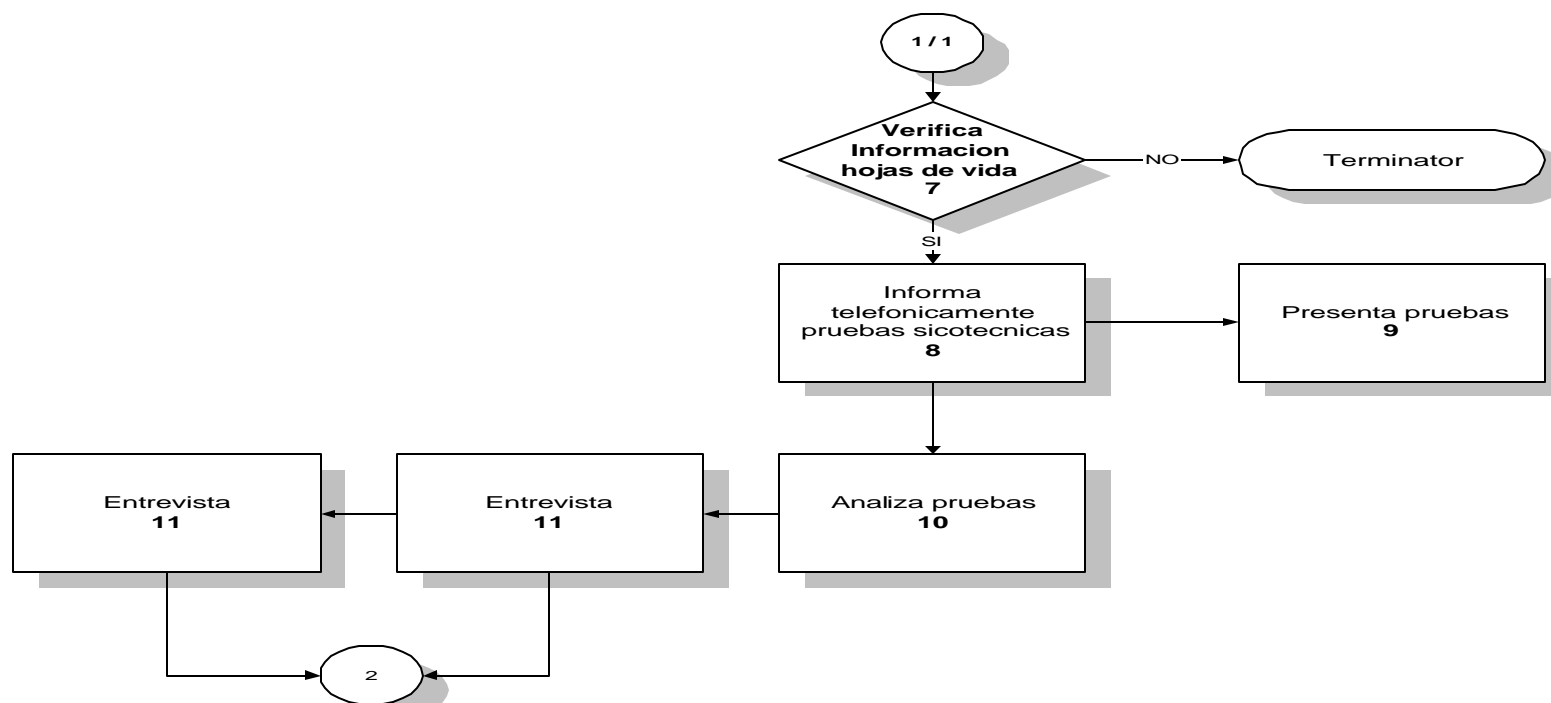 1 / 1
Verifica
Informacion
hojas de vida
7
NO
Terminator
SI
Informa
telefonicamente
pruebas sicotecnicas
8
Presenta pruebas
9
Entrevista
11
Entrevista
11
Analiza pruebas
10
2